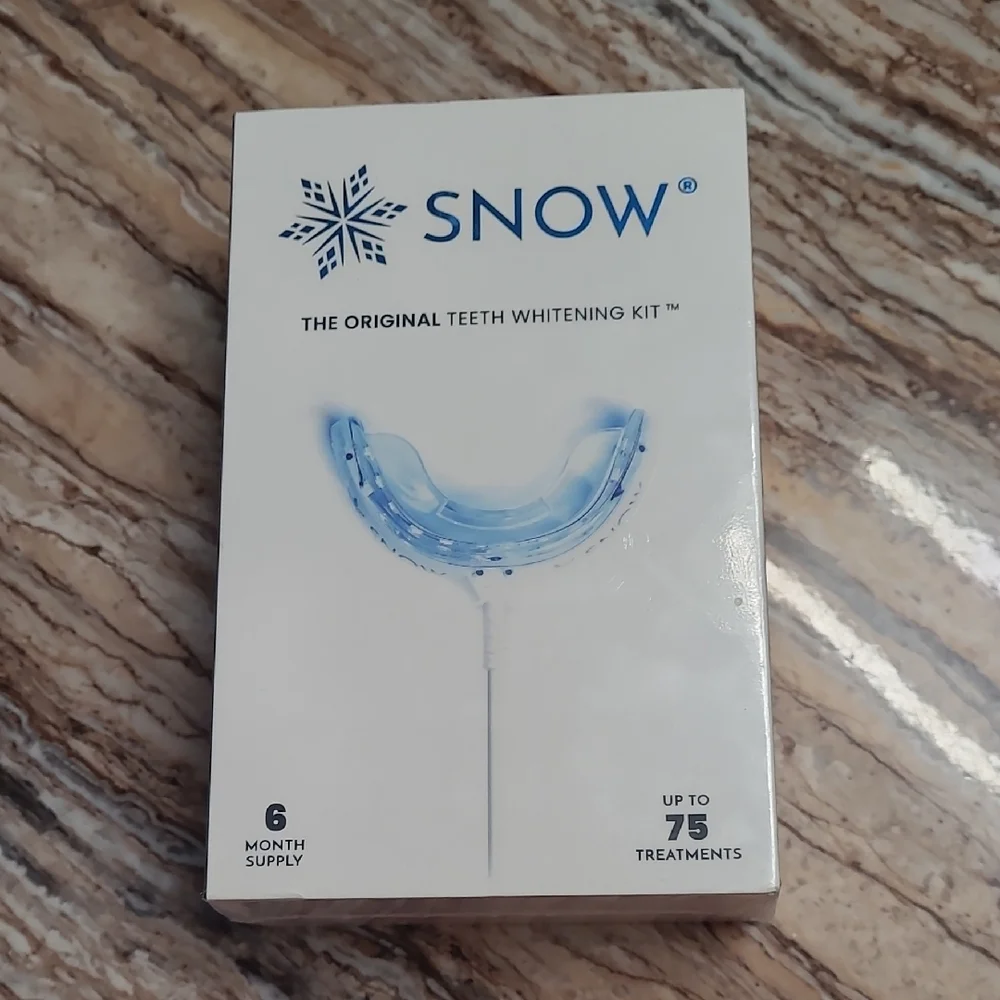 SNOW®
THE ORIGINAL TEETH WHITENING KIT™
6
MONTH
SUPPLY
UP TO
75
TREATMENTS